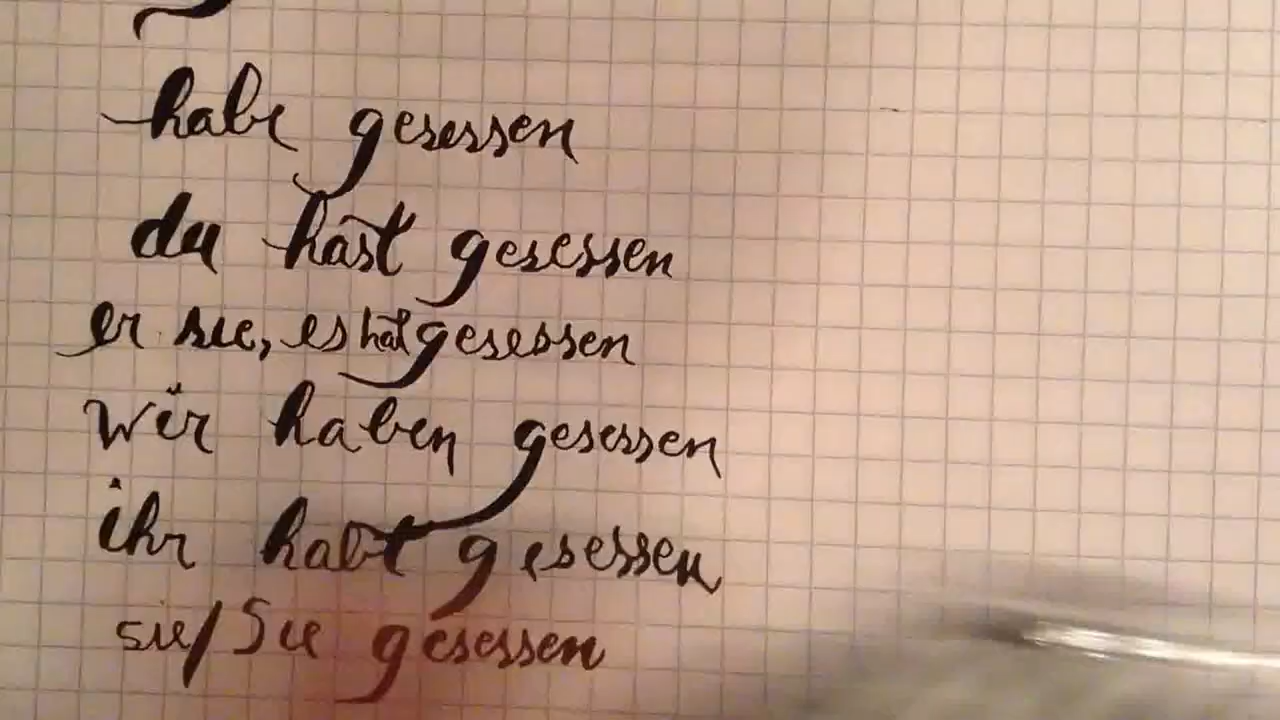 habe gesessen
du hast gesessen
er sie, es hat gesessen
wir haben gesessen
ihr habt gesessen
sie/Sie gesessen